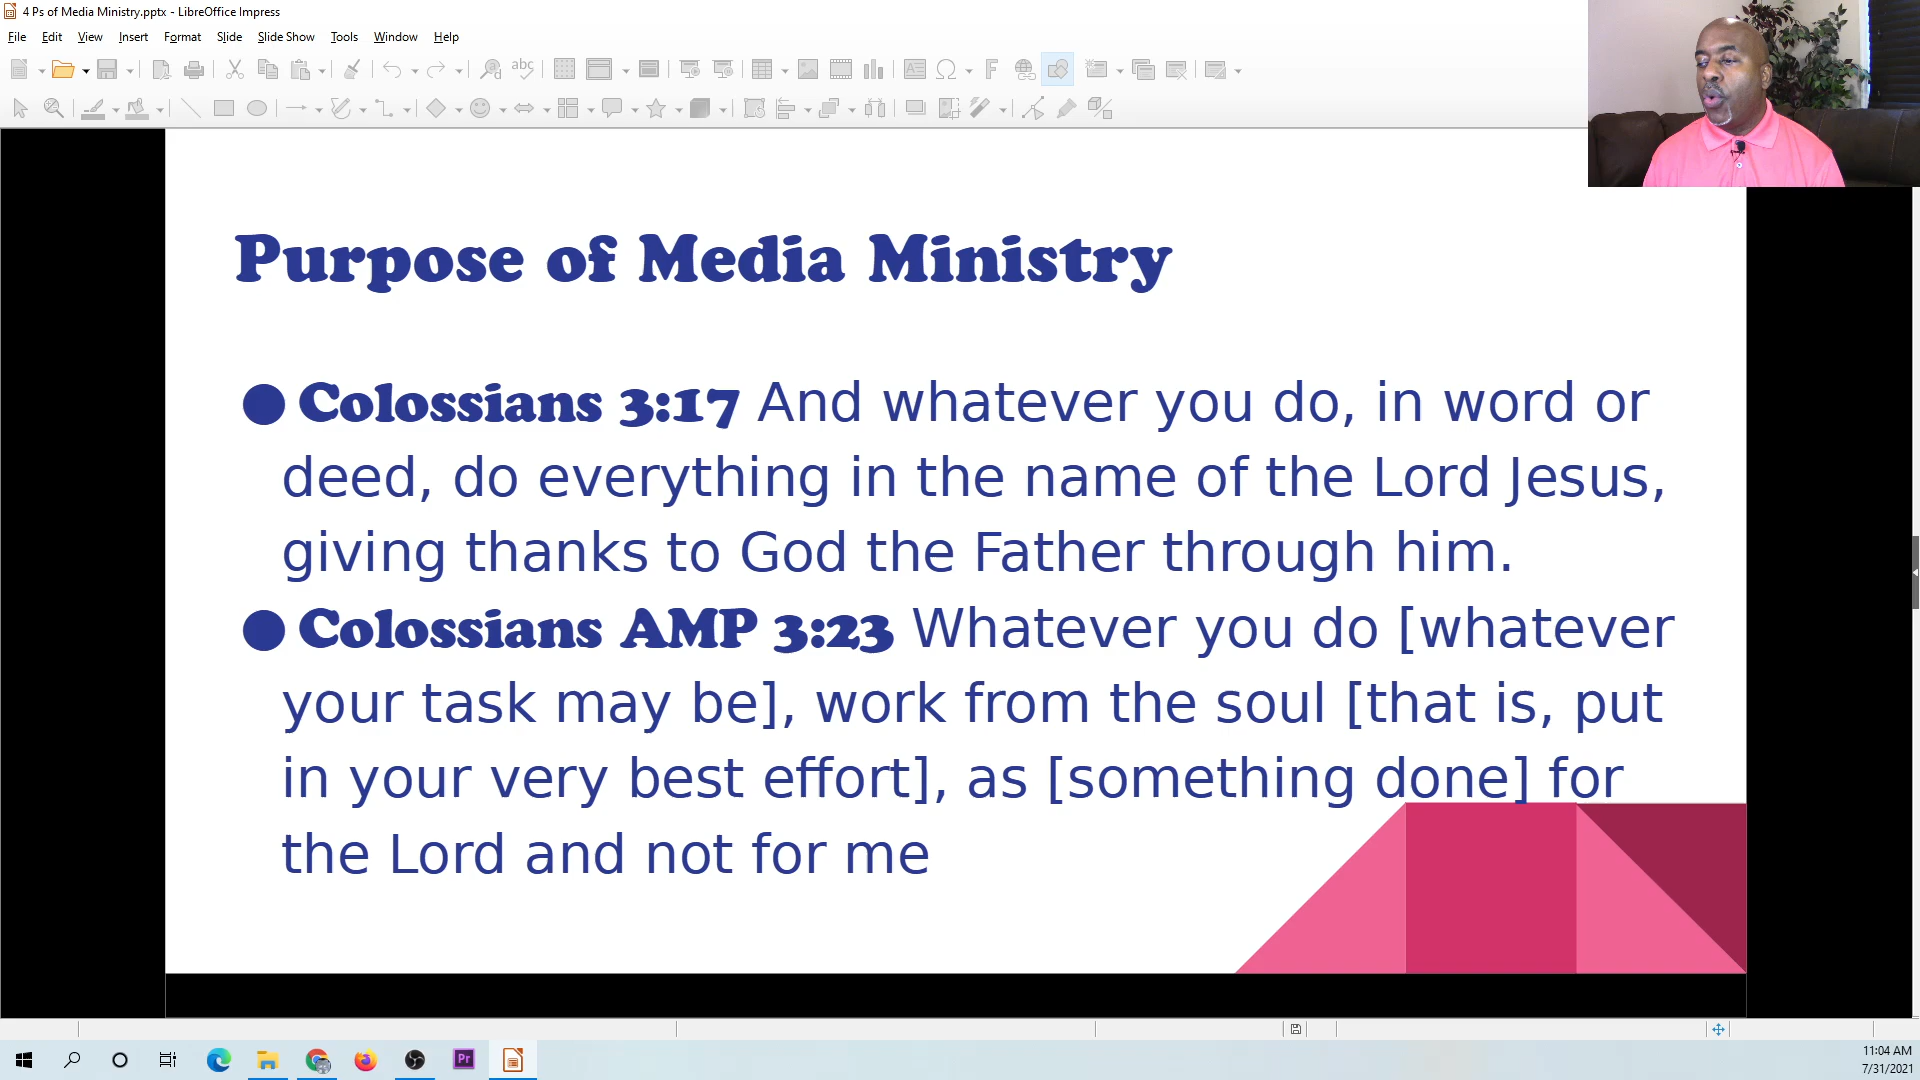 4 Ps of Media Ministry.pptx - LibreOffice Impress
File Edit View Insert Format Slide Slide Show Tools Window Help
Purpose of Media Ministry
● Colossians 3:17 And whatever you do, in word or
deed, do everything in the name of the Lord Jesus,
giving thanks to God the Father through him.
● Colossians AMP 3:23 Whatever you do [whatever
your task may be], work from the soul [that is, put
in your very best effort], as [something done] for
the Lord and not for me
Pr
11:04 AM
7/31/2021